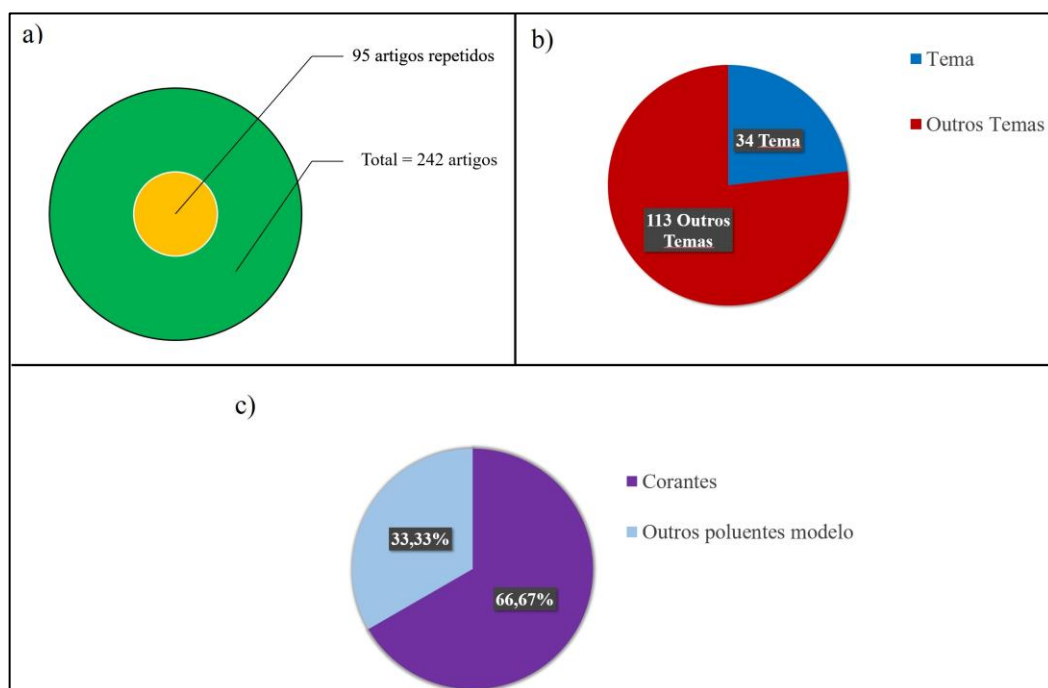 a)
95 artigos repetidos
Total = 242 artigos
b)
34 Tema
113 Outros
Temas
Tema
Outros Temas
c)
33,33%
66,67%
Corantes
Outros poluentes modelo